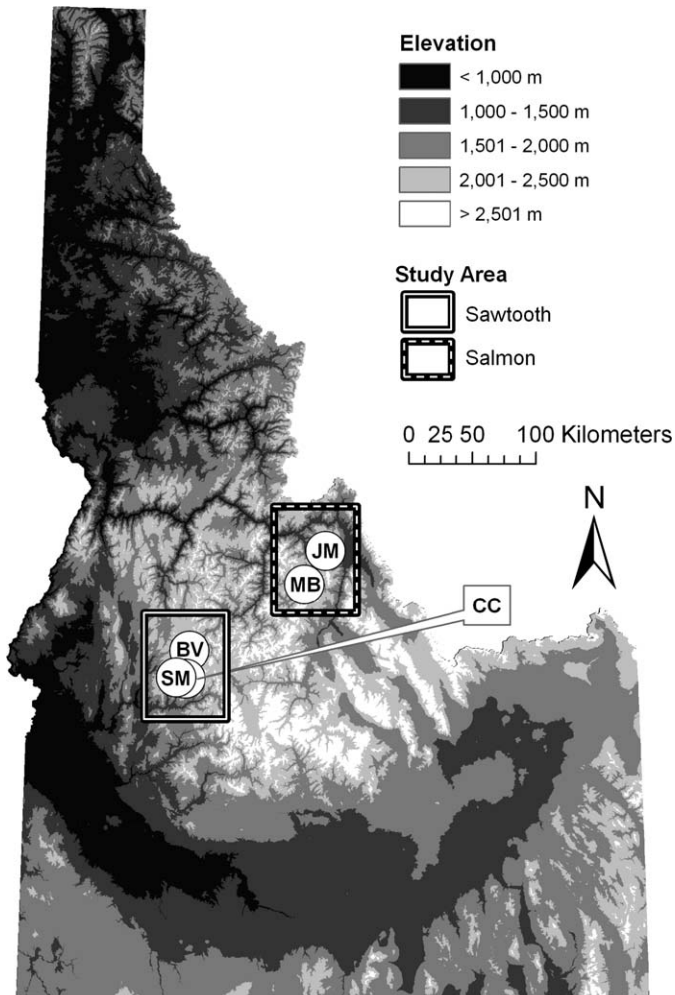 Elevation
< 1,000 m
1,000 - 1,500 m
1,501 - 2,000 m
2,001 - 2,500 m
> 2,501 m
Study Area
Sawtooth
Salmon
0 25 50 100 Kilometers
N
JM
MB
CC
BV
SM